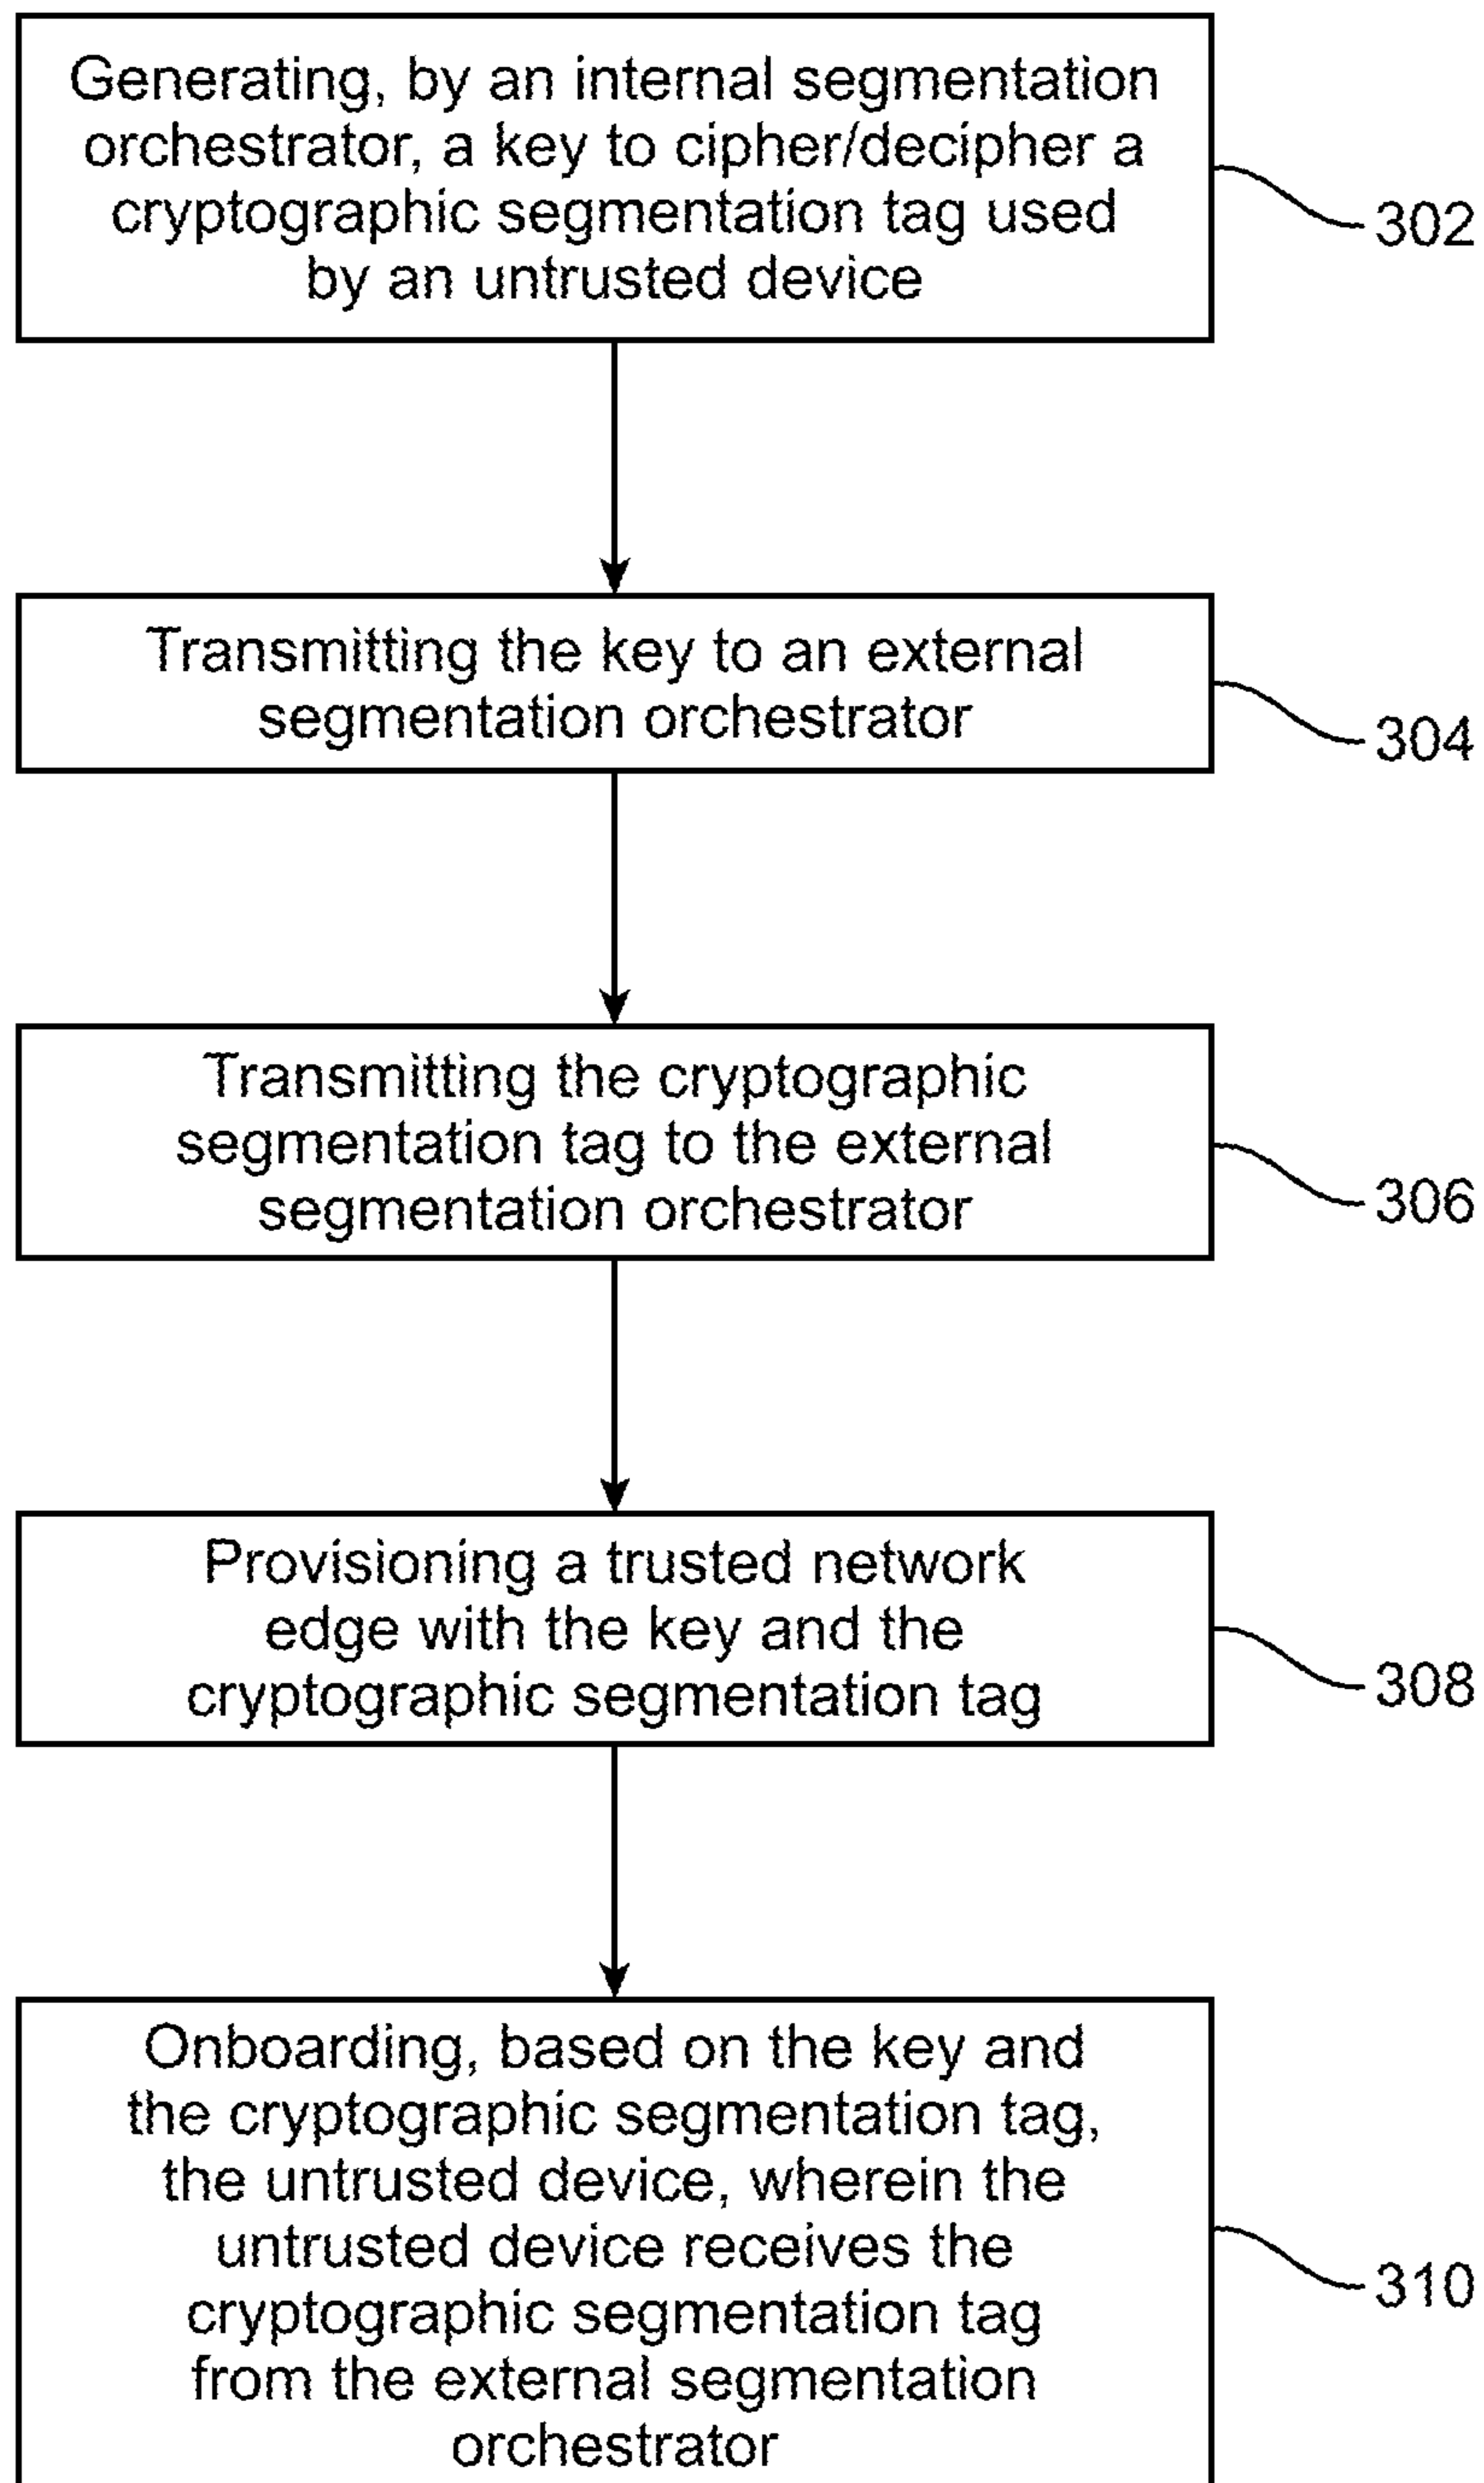 Generating, by an internal segmentation
orchestrator, a key to cipher/decipher a
cryptographic segmentation tag used
by an untrusted device
302
Transmitting the key to an external
segmentation orchestrator
304
Transmitting the cryptographic
segmentation tag to the external
segmentation orchestrator
306
Provisioning a trusted network
edge with the key and the
cryptographic segmentation tag
308
Onboarding, based on the key and
the cryptographic segmentation tag,
the untrusted device, wherein the
untrusted device receives the
cryptographic segmentation tag
from the external segmentation
orchestrator
310